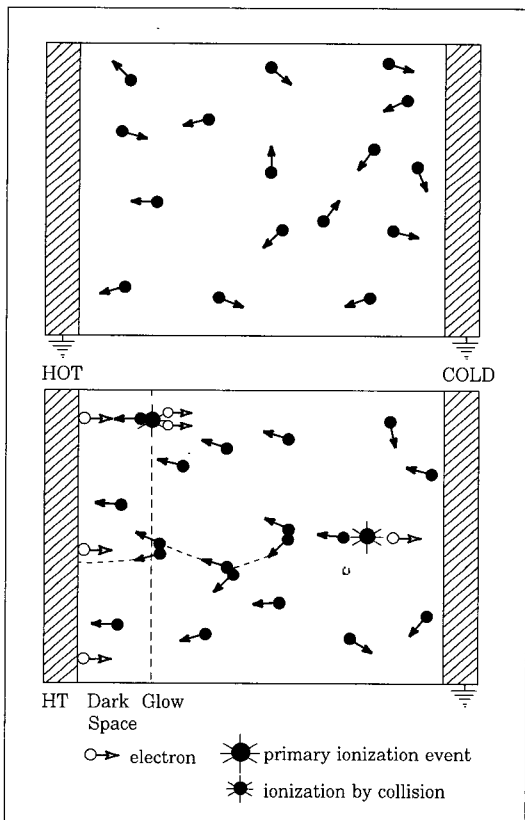 HOT COLD
HT Dark Glow
Space
electron primary ionization event
ionization by collision